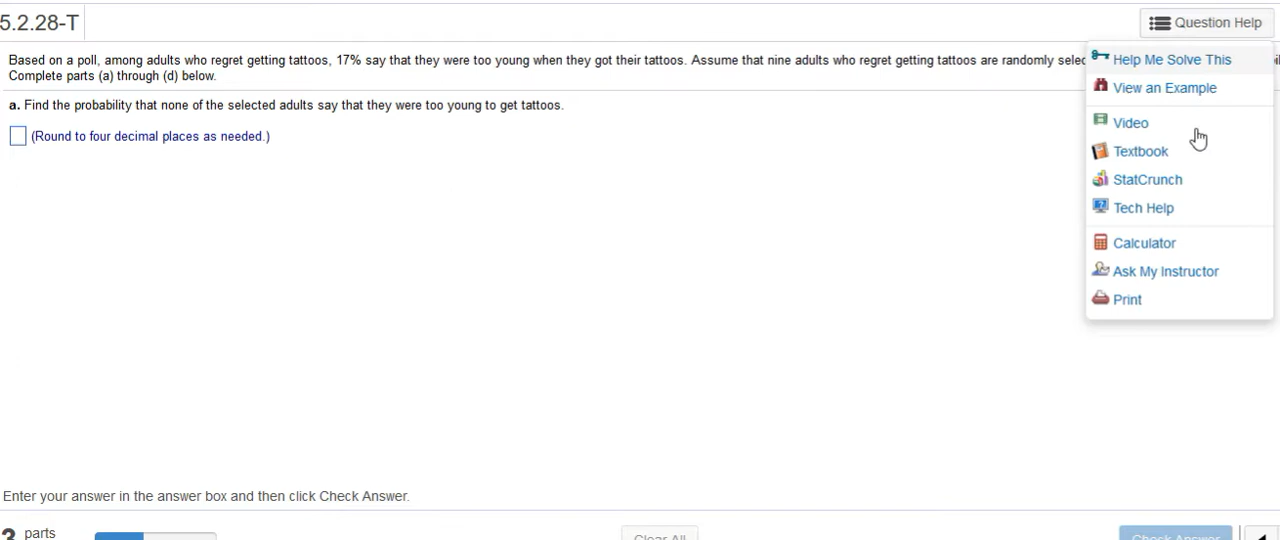 5.2.28-T
Question Help
Based on a poll, among adults who regret getting tattoos, 17% say that they were too young when they got their tattoos. Assume that nine adults who regret getting tattoos are randomly
Complete parts (a) through (d) below.
a. Find the probability that none of the selected adults say that they were too young to get tattoos.
(Round to four decimal places as needed.)
Help Me Solve This
View an Example
Video
Textbook
StatCrunch
Tech Help
Calculator
Ask My Instructor
Print
Enter your answer in the answer box and then click Check Answer.
3 parts
Clear All
Check Answer